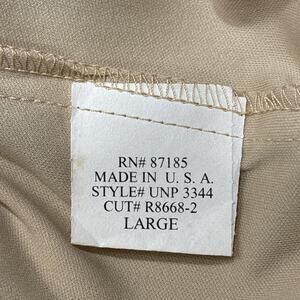 RN# 87185
MADE IN U. S. A.
STYLE# UNP 3344
CUT# R8668-2
LARGE